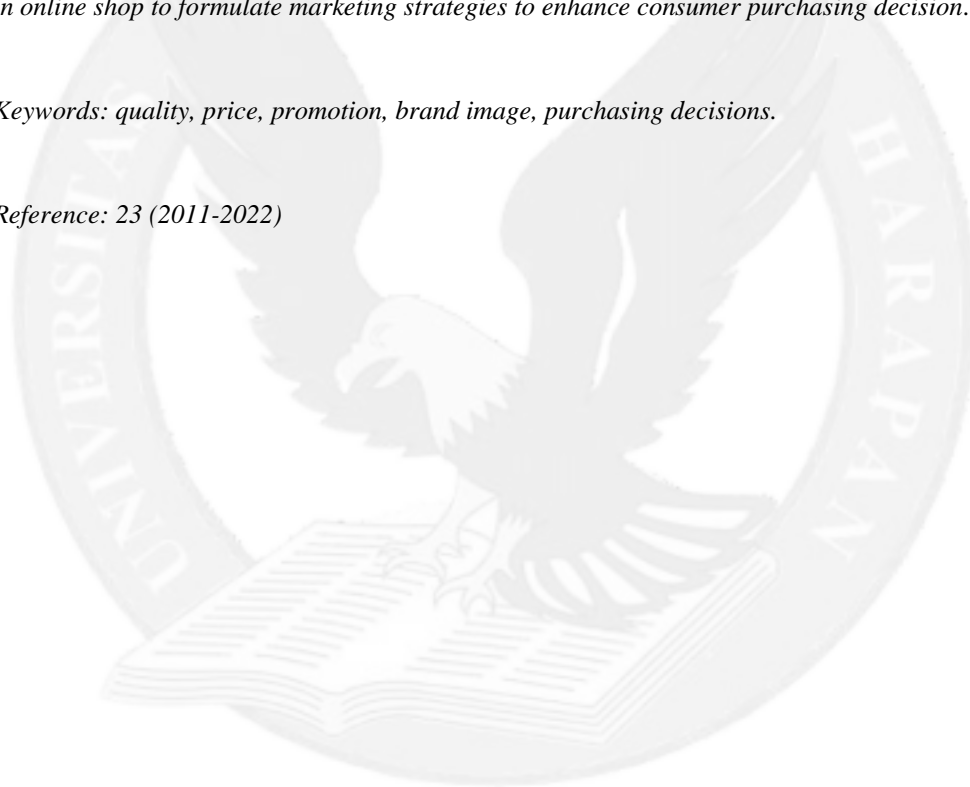 n online shop to formulate marketing strategies to enhance consumer purchasing decision.
Keywords: quality, price, promotion, brand image, purchasing decisions.
Reference: 23 (2011-2022)
UNIVERSITAS
HARAPAN